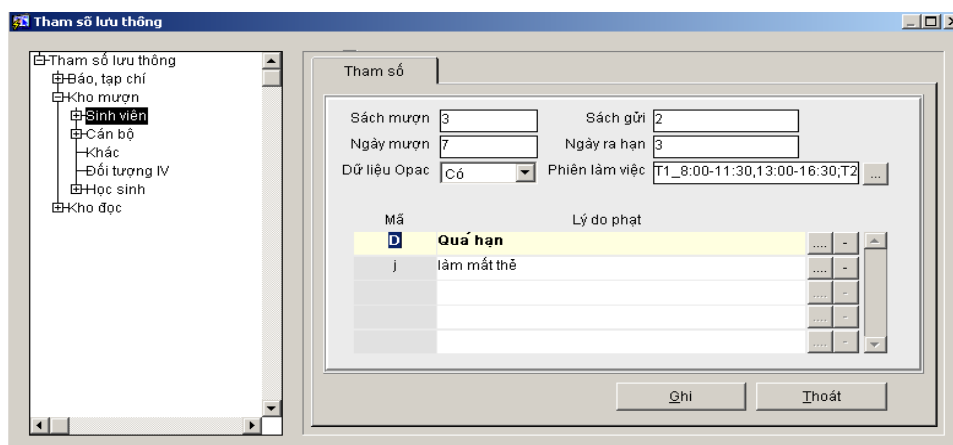 Tham số lưu thông
Tham số lưu thông
Báo, tạp chí
Kho mượn
Sinh viên
Cán bộ
Khác
Đối tượng IV
Học sinh
Kho đọc
Tham số
Sách mượn 3 Sách gửi 2
Ngày mượn 7 Ngày ra hạn 3
Dữ liệu Opac Có Phiên làm việc T1_8:00-11:30,13:00-16:30;T2 ...
Mã Lý do phạt
D Quá hạn .... -
j làm mất thẻ .... -
.... -
.... -
.... -
Ghi Thoát